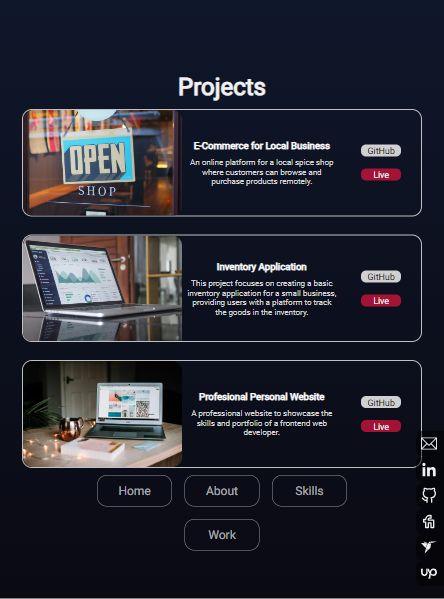 Projects
OPEN
SHOP
E-Commerce for Local Business
An online platform for a local spice shop
where customers can browse and
purchase products remotely.
GitHub
Live
Inventory Application
This project focuses on creating a basic
inventory application for a small business,
providing users with a platform to track
the goods in the inventory.
GitHub
Live
Profesional Personal Website
A professional website to showcase the
skills and portfolio of a frontend web
developer.
GitHub
Live
Home
About
Skills
Work
in
up